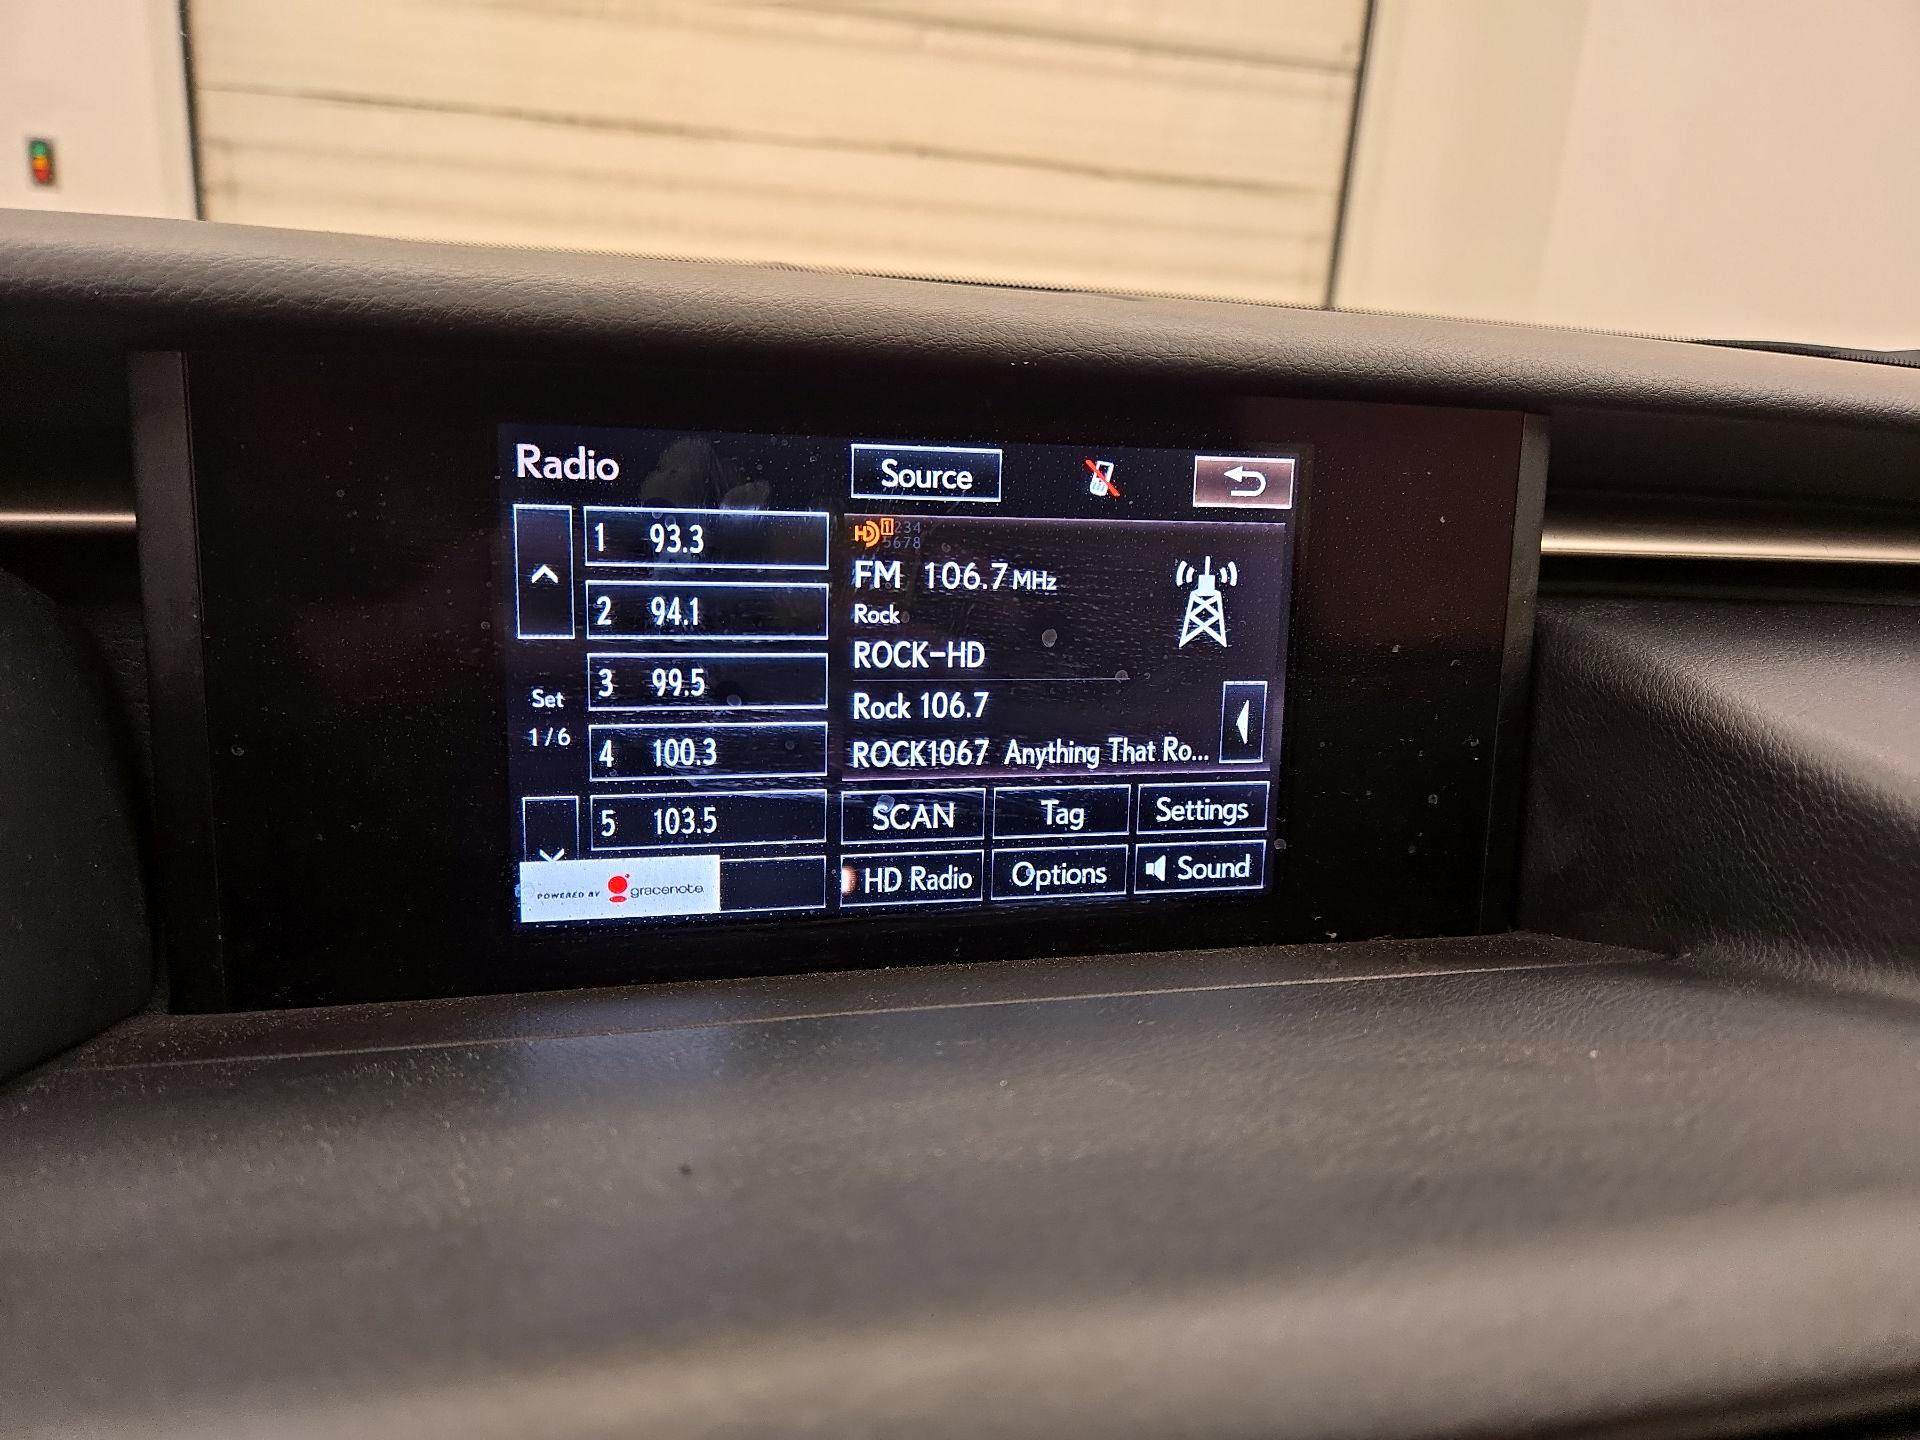 Radio
Source
1 93.3
2 94.1
3 99.5
Set
1/6
4 100.3
5 103.5
POWERED BY gracenote
HD 1234
5678
FM 106.7 MHz
Rock
ROCK-HD
Rock 106.7
ROCK1067 Anything That Ro...
SCAN Tag Settings
HD Radio Options Sound